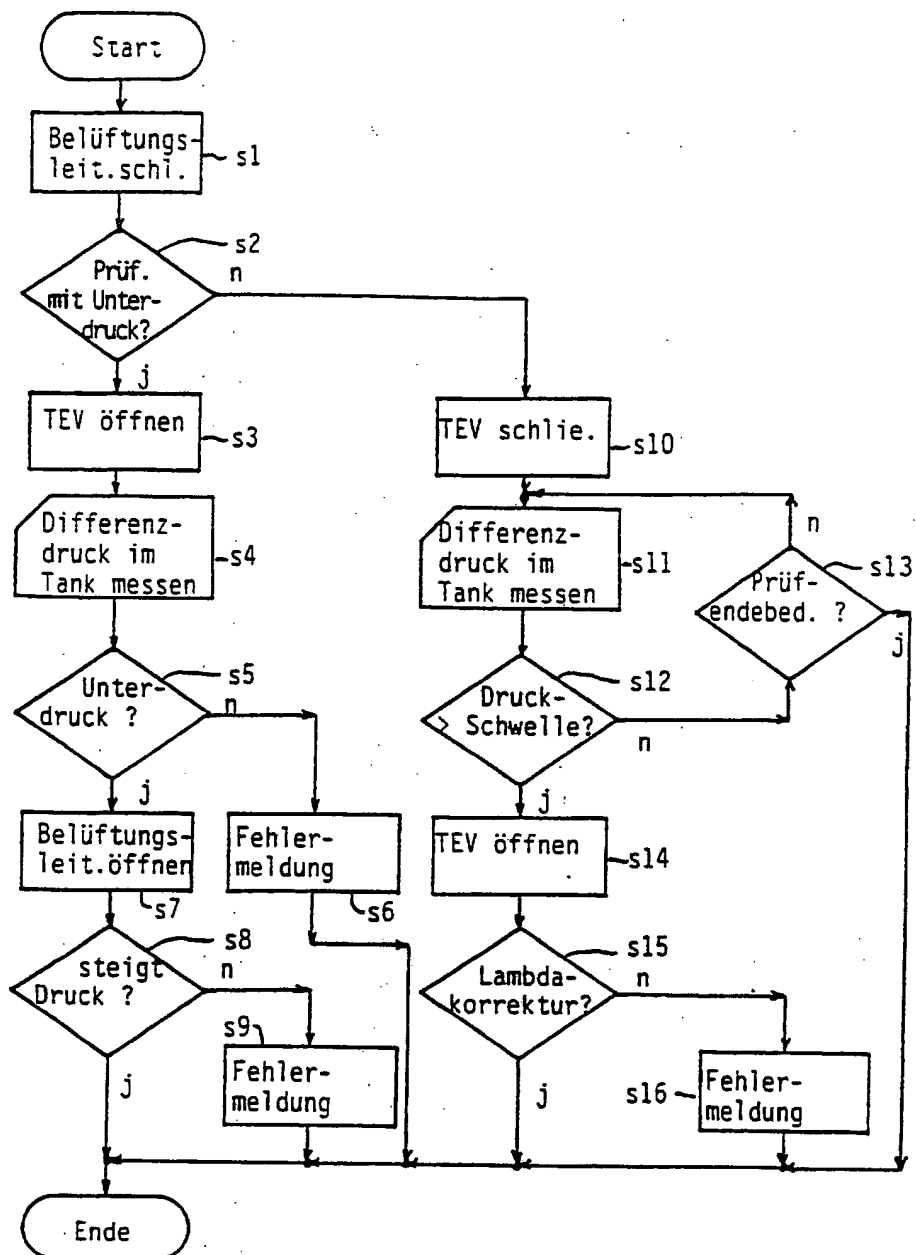 Start
Belüftungs-
leit.schl.
s1
s2
Prüf.
mit Unter-
druck?
n
j
TEV öffnen
s3
Differenz-
druck im
Tank messen
s4
Unter-
druck ?
s5
n
j
Belüftungs-
leit.öffnen
s7
Fehler-
meldung
s6
steigt
Druck ?
s8
n
j
s9
Fehler-
meldung
TEV schlie.
s10
Differenz-
druck im
Tank messen
s11
n
Prüf-
endebed. ?
s13
j
Druck-
> Schwelle?
s12
n
j
TEV öffnen
s14
Lambda-
korrektur?
s15
n
j
s16
Fehler-
meldung
Ende